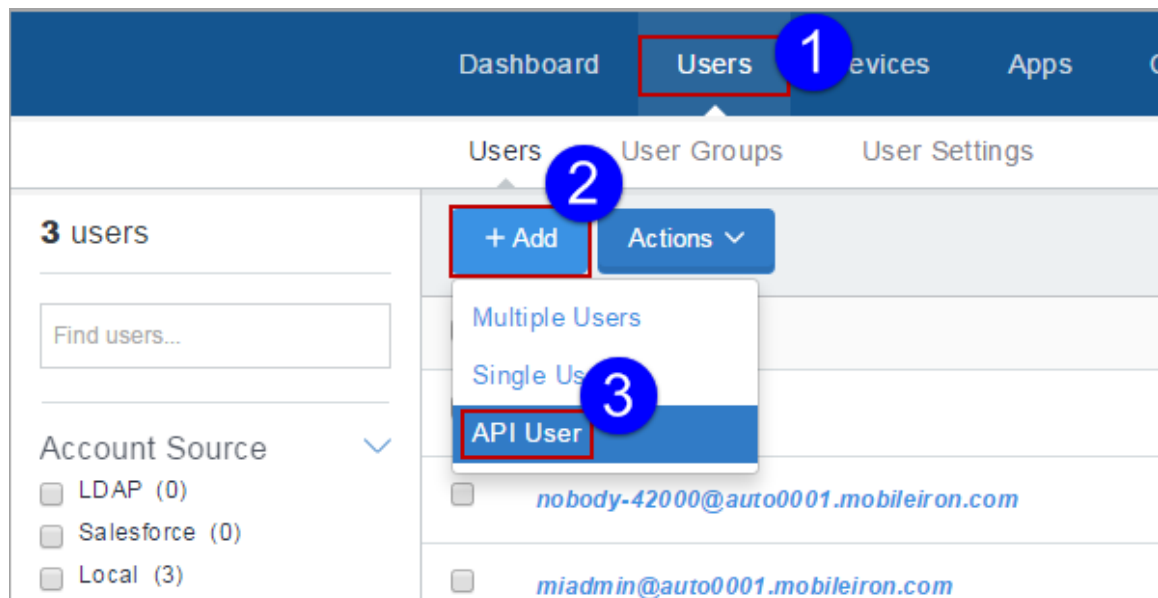 Dashboard Users 1 evices Apps
Users User Groups User Settings
2
3 users
+ Add Actions
Find users...
Multiple Users
Single Us
3
API User
Account Source
LDAP (0)
Salesforce (0)
Local (3)
nobody-42000@auto0001.mobileiron.com
miadmin@auto0001.mobileiron.com